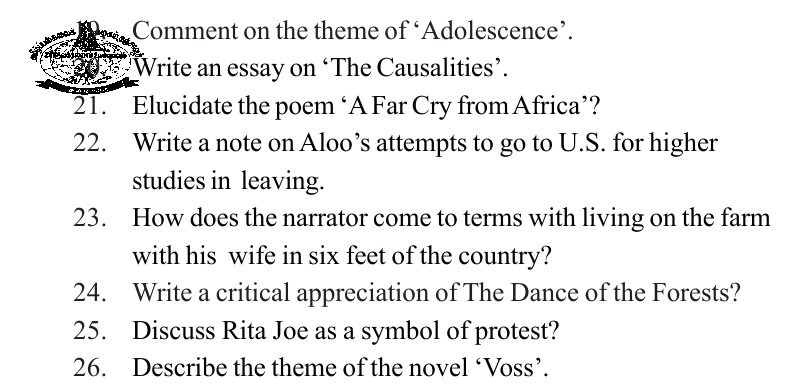 19. Comment on the theme of ‘Adolescence’.
20. Write an essay on ‘The Causalities’.
21. Elucidate the poem ‘A Far Cry from Africa’?
22. Write a note on Aloo’s attempts to go to U.S. for higher
studies in leaving.
23. How does the narrator come to terms with living on the farm
with his wife in six feet of the country?
24. Write a critical appreciation of The Dance of the Forests?
25. Discuss Rita Joe as a symbol of protest?
26. Describe the theme of the novel ‘Voss’.